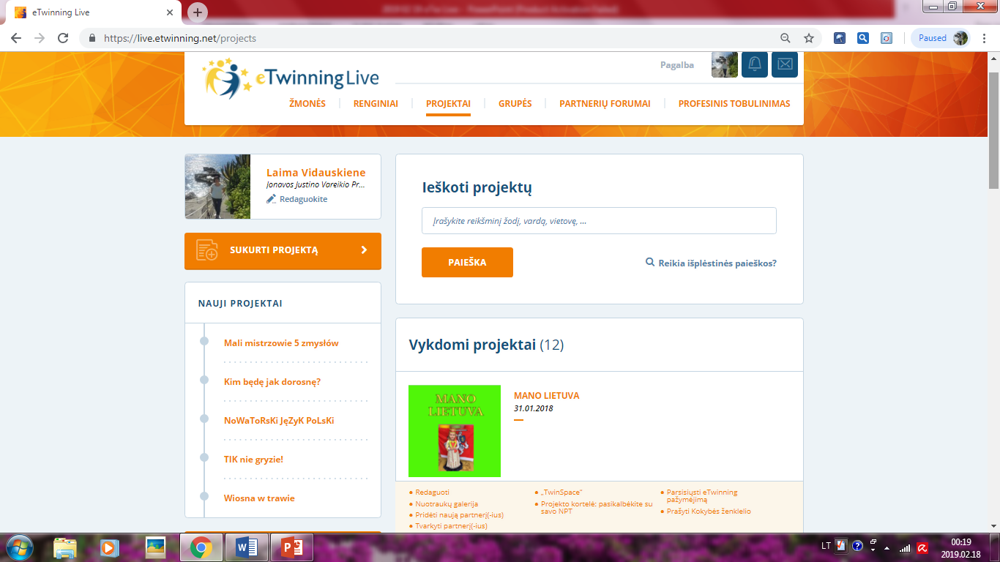 eTwinning Live
https://live.etwinning.net/projects
Paused
eTwinningLive
Pagalba
ŽMONĖS
RENGINIAI
PROJEKTAI
GRUPĖS
PARTNERIŲ FORUMAI
PROFESINIS TOBULINIMAS
Laima Vidauskiene
Jonavos Justino Vareikio Pr...
Redaguokite
SUKURTI PROJEKTĄ
NAUJI PROJEKTAI
Mali mistrzowie 5 zmysłów
Kim będę jak dorosnę?
NoWaToRsKi JęZyK PoLsKi
TIK nie gryzie!
Wiosna w trawie
Ieškoti projektų
Įrašykite reikšminį žodį, vardą, vietovę, ...
PAIEŠKA
Reikia išplėstinės paieškos?
Vykdomi projektai (12)
MANO
LIETUVA
MANO LIETUVA
31.01.2018
Redaguoti
Nuotraukų galerija
Pridėti naują partnerį(-ius)
Tvarkyti partnerį(-ius)
„TwinSpace“
Projekto kortelė: pasikalbėkite su
savo NPT
Parsisiųsti eTwinning
pažymėjimą
Prašyti Kokybės ženklelio
LT
00:19
2019.02.18